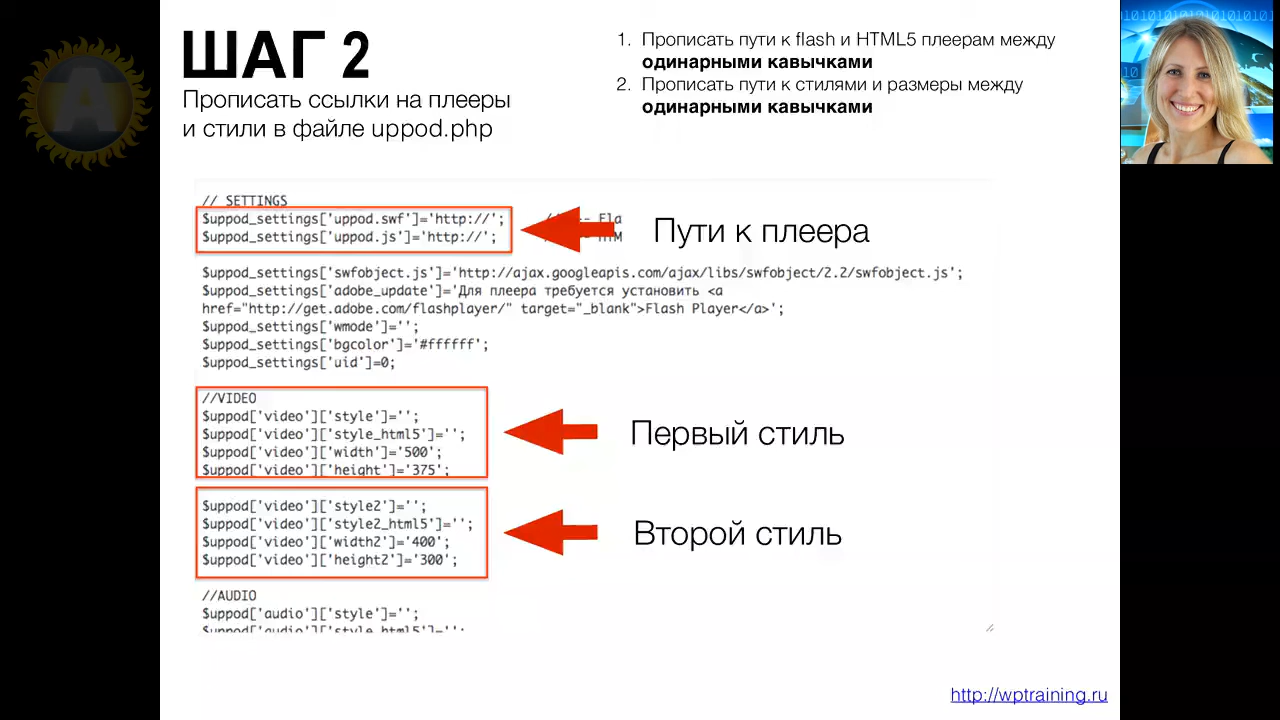 ШАГ 2
Прописать ссылки на плееры
и стили в файле uppod.php
1. Прописать пути к flash и HTML5 плеерам между
одинарными кавычками
2. Прописать пути к стилями и размеры между
одинарными кавычками
// SETTINGS
$uppod_settings['uppod.swf']='http://';
$uppod_settings['uppod.js']='http://';
Пути к плеера
$uppod_settings['swfobject.js']='http://ajax.googleapis.com/ajax/libs/swfobject/2.2/swfobject.js';
$uppod_settings['adobe_update']='Для плеера требуется установить <a
href="http://get.adobe.com/flashplayer/" target="_blank">Flash Player</a>';
$uppod_settings['wmode']='';
$uppod_settings['bgcolor']='#ffffff';
$uppod_settings['uid']=0;
//VIDEO
$uppod['video']['style']='';
$uppod['video']['style_html5']='';
$uppod['video']['width']='500';
$uppod['video']['height']='375';
Первый стиль
$uppod['video']['style2']='';
$uppod['video']['style2_html5']='';
$uppod['video']['width2']='400';
$uppod['video']['height2']='300';
Второй стиль
//AUDIO
$uppod['audio']['style']='';
$uppod['audio']['style_html5']='';
http://wptraining.ru